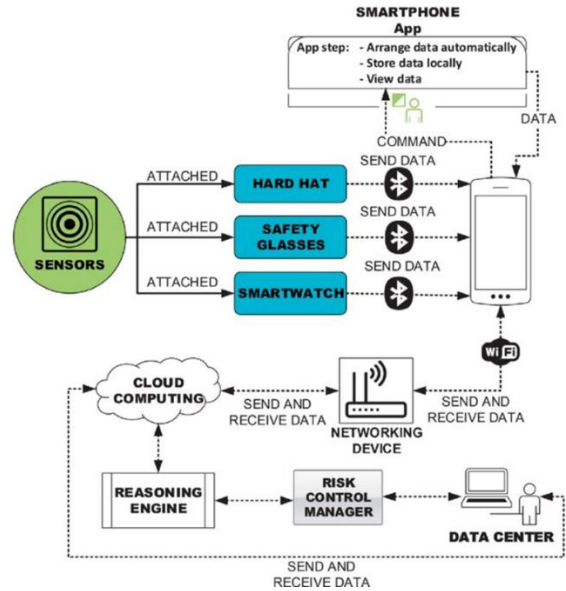 SMARTPHONE
App
App step: - Arrange data automatically
- Store data locally
- View data
DATA
COMMAND
SEND DATA
ATTACHED
HARD HAT
SEND DATA
ATTACHED
SAFETY
GLASSES
SENSORS
SEND DATA
ATTACHED
SMARTWATCH
Wi Fi
CLOUD
COMPUTING
SEND AND
RECEIVE DATA
NETWORKING
DEVICE
SEND AND
RECEIVE DATA
REASONING
ENGINE
RISK
CONTROL
MANAGER
DATA CENTER
SEND AND
RECEIVE DATA